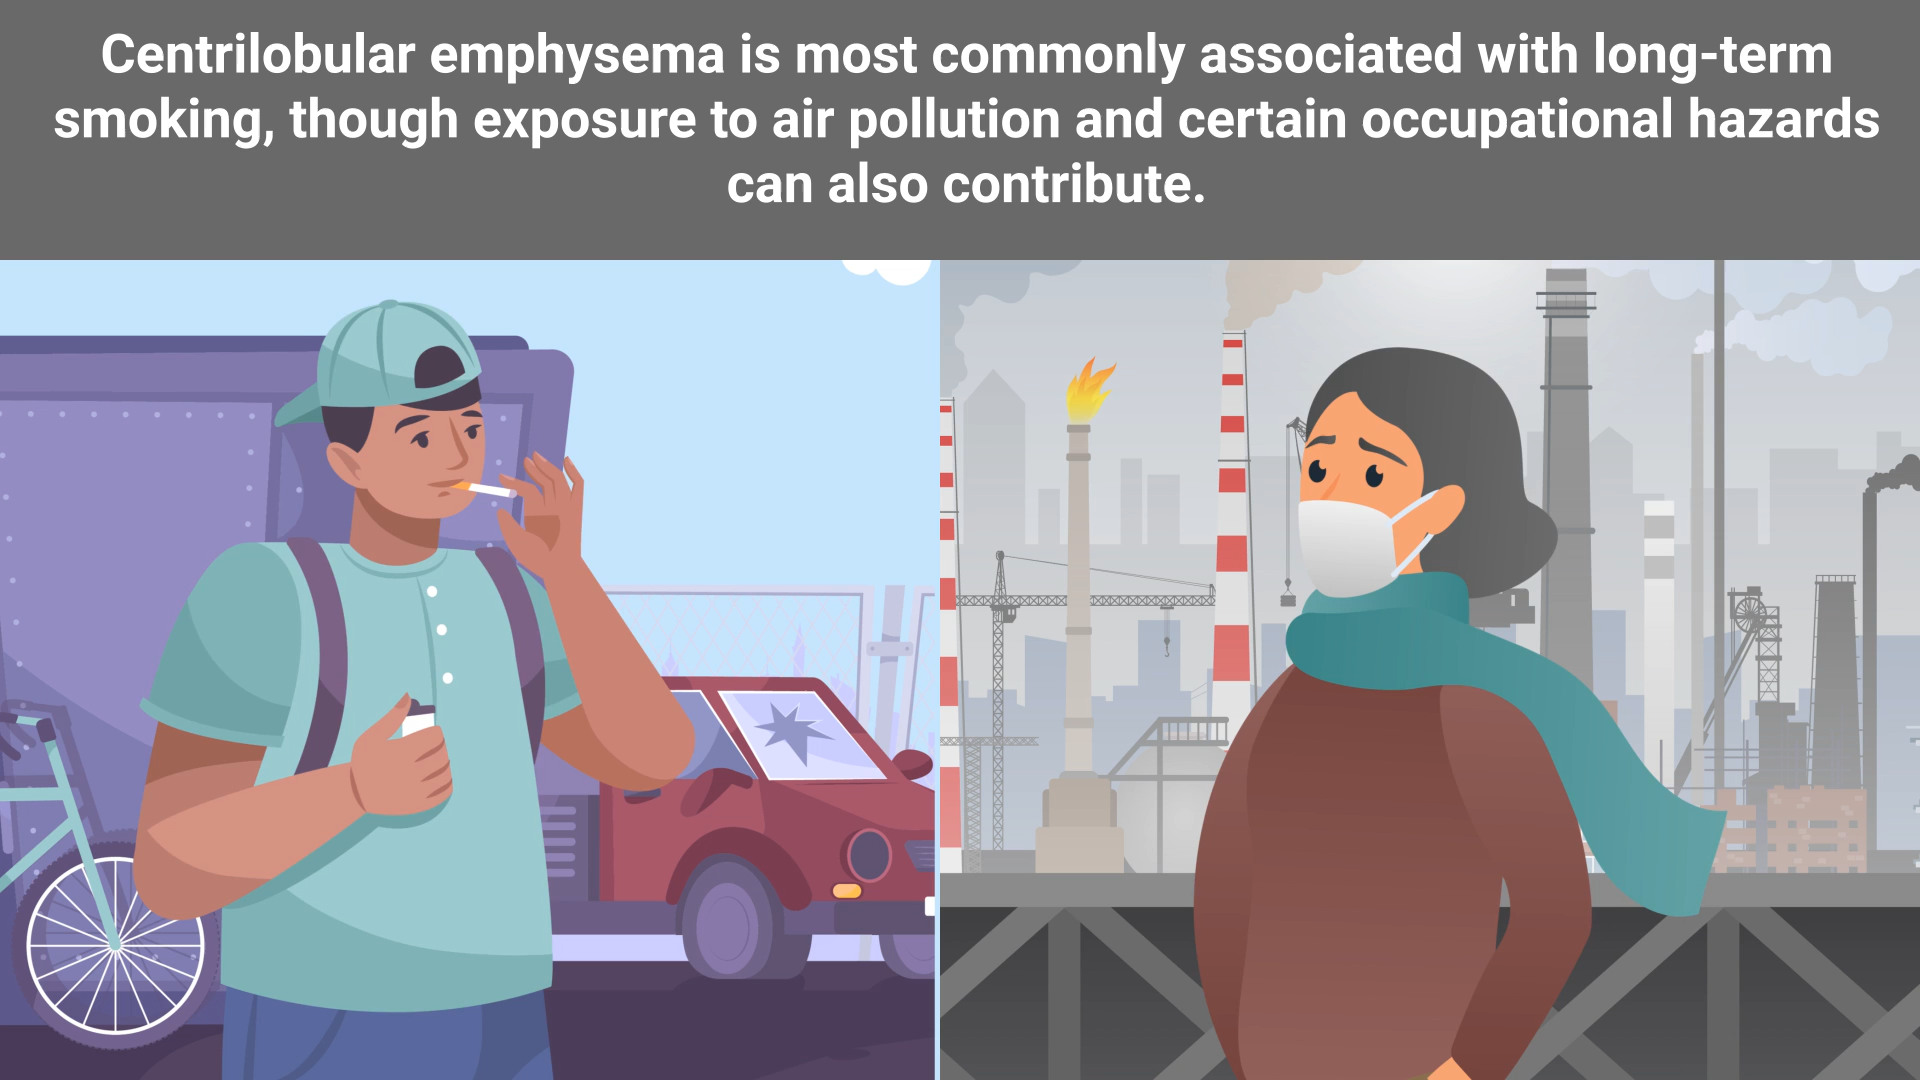 Centrilobular emphysema is most commonly associated with long-term
smoking, though exposure to air pollution and certain occupational hazards
can also contribute.